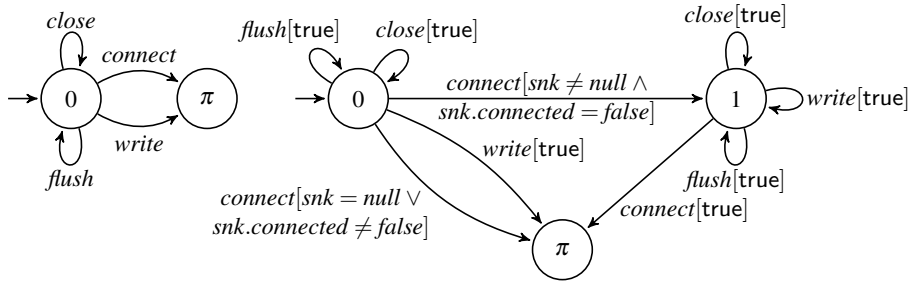 close
connect
0
π
write
flush
flush[true]
close[true]
0
connect[snk ≠ null ∧
snk.connected = false]
write[true]
connect[snk = null ∨
snk.connected ≠ false]
close[true]
1
write[true]
flush[true]
connect[true]
π